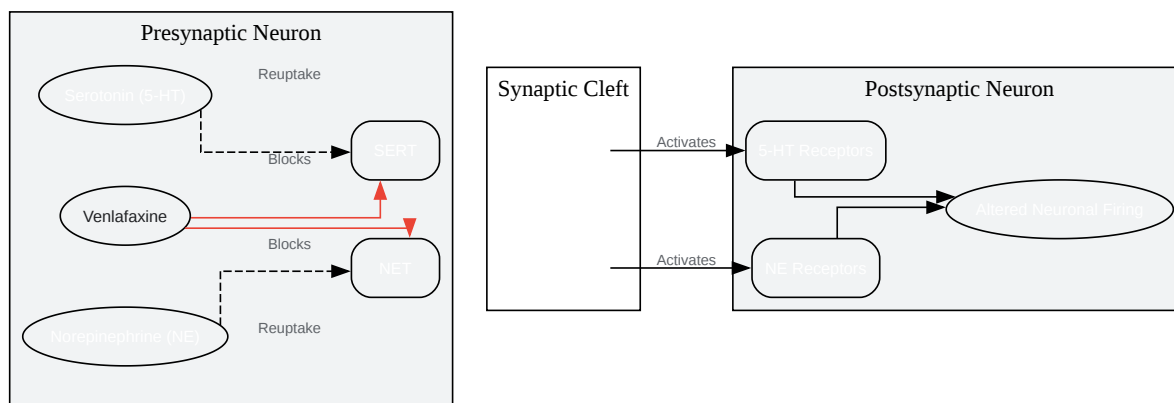 Presynaptic Neuron
Reuptake
Serotonin (5-HT)
Blocks
SERT
Venlafaxine
Blocks
NET
Reuptake
Norepinephrine (NE)
Synaptic Cleft
Activates
Activates
Postsynaptic Neuron
5-HT Receptors
Altered Neuronal Firing
NE Receptors